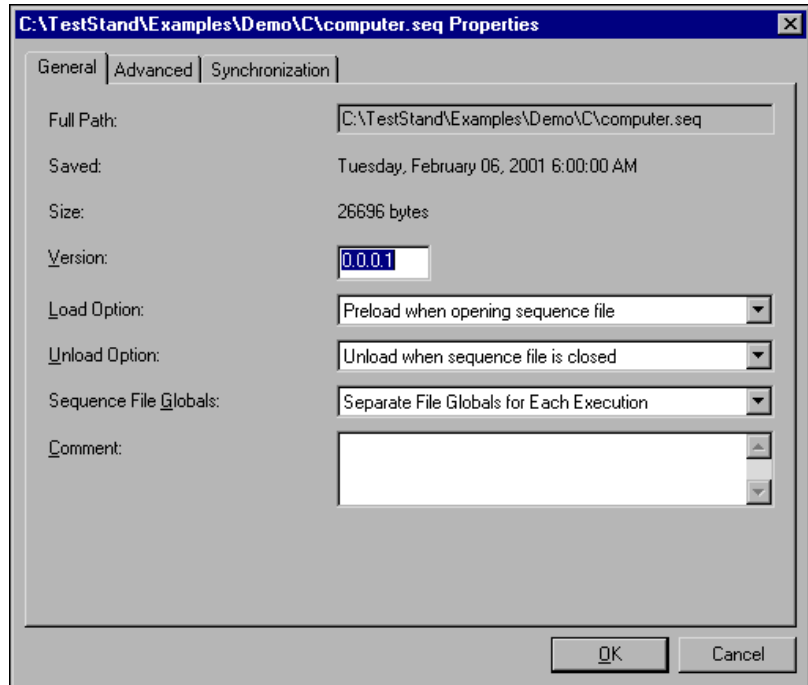 C:\TestStand\Examples\Demo\C\computer.seq Properties
General Advanced Synchronization
Full Path: C:\TestStand\Examples\Demo\C\computer.seq
Saved: Tuesday, February 06, 2001 6:00:00 AM
Size: 26696 bytes
Version: 0.0.0.1
Load Option: Preload when opening sequence file
Unload Option: Unload when sequence file is closed
Sequence File Globals: Separate File Globals for Each Execution
Comment:
OK Cancel